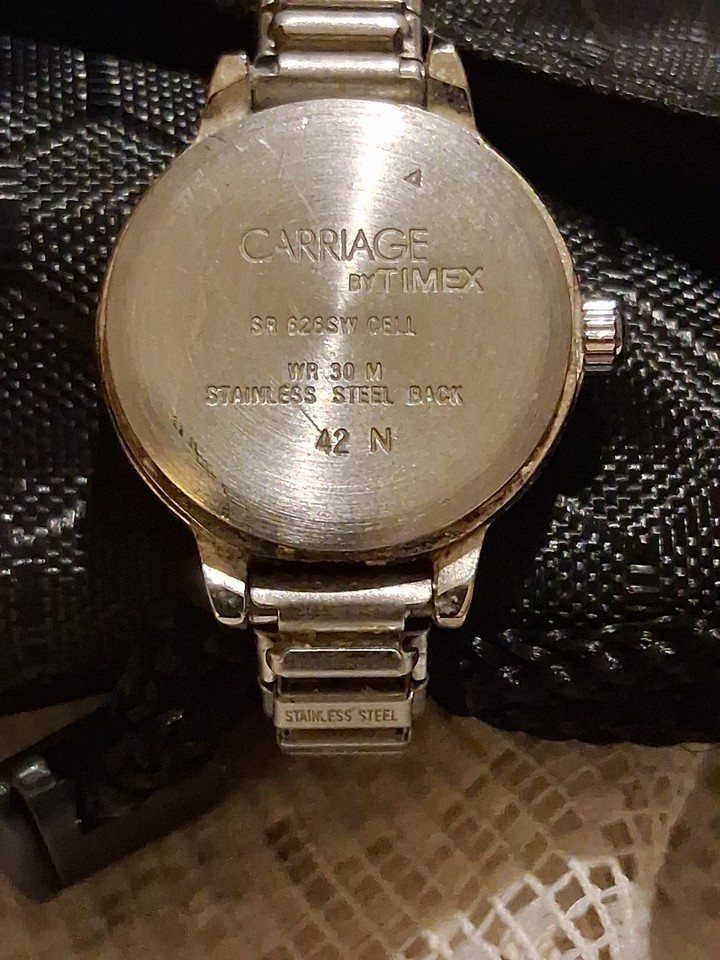 CARRIAGE
BY TIMEX
SR 626SW CELL
WR 30 M
STAINLESS STEEL BACK
42 N
STAINLESS STEEL